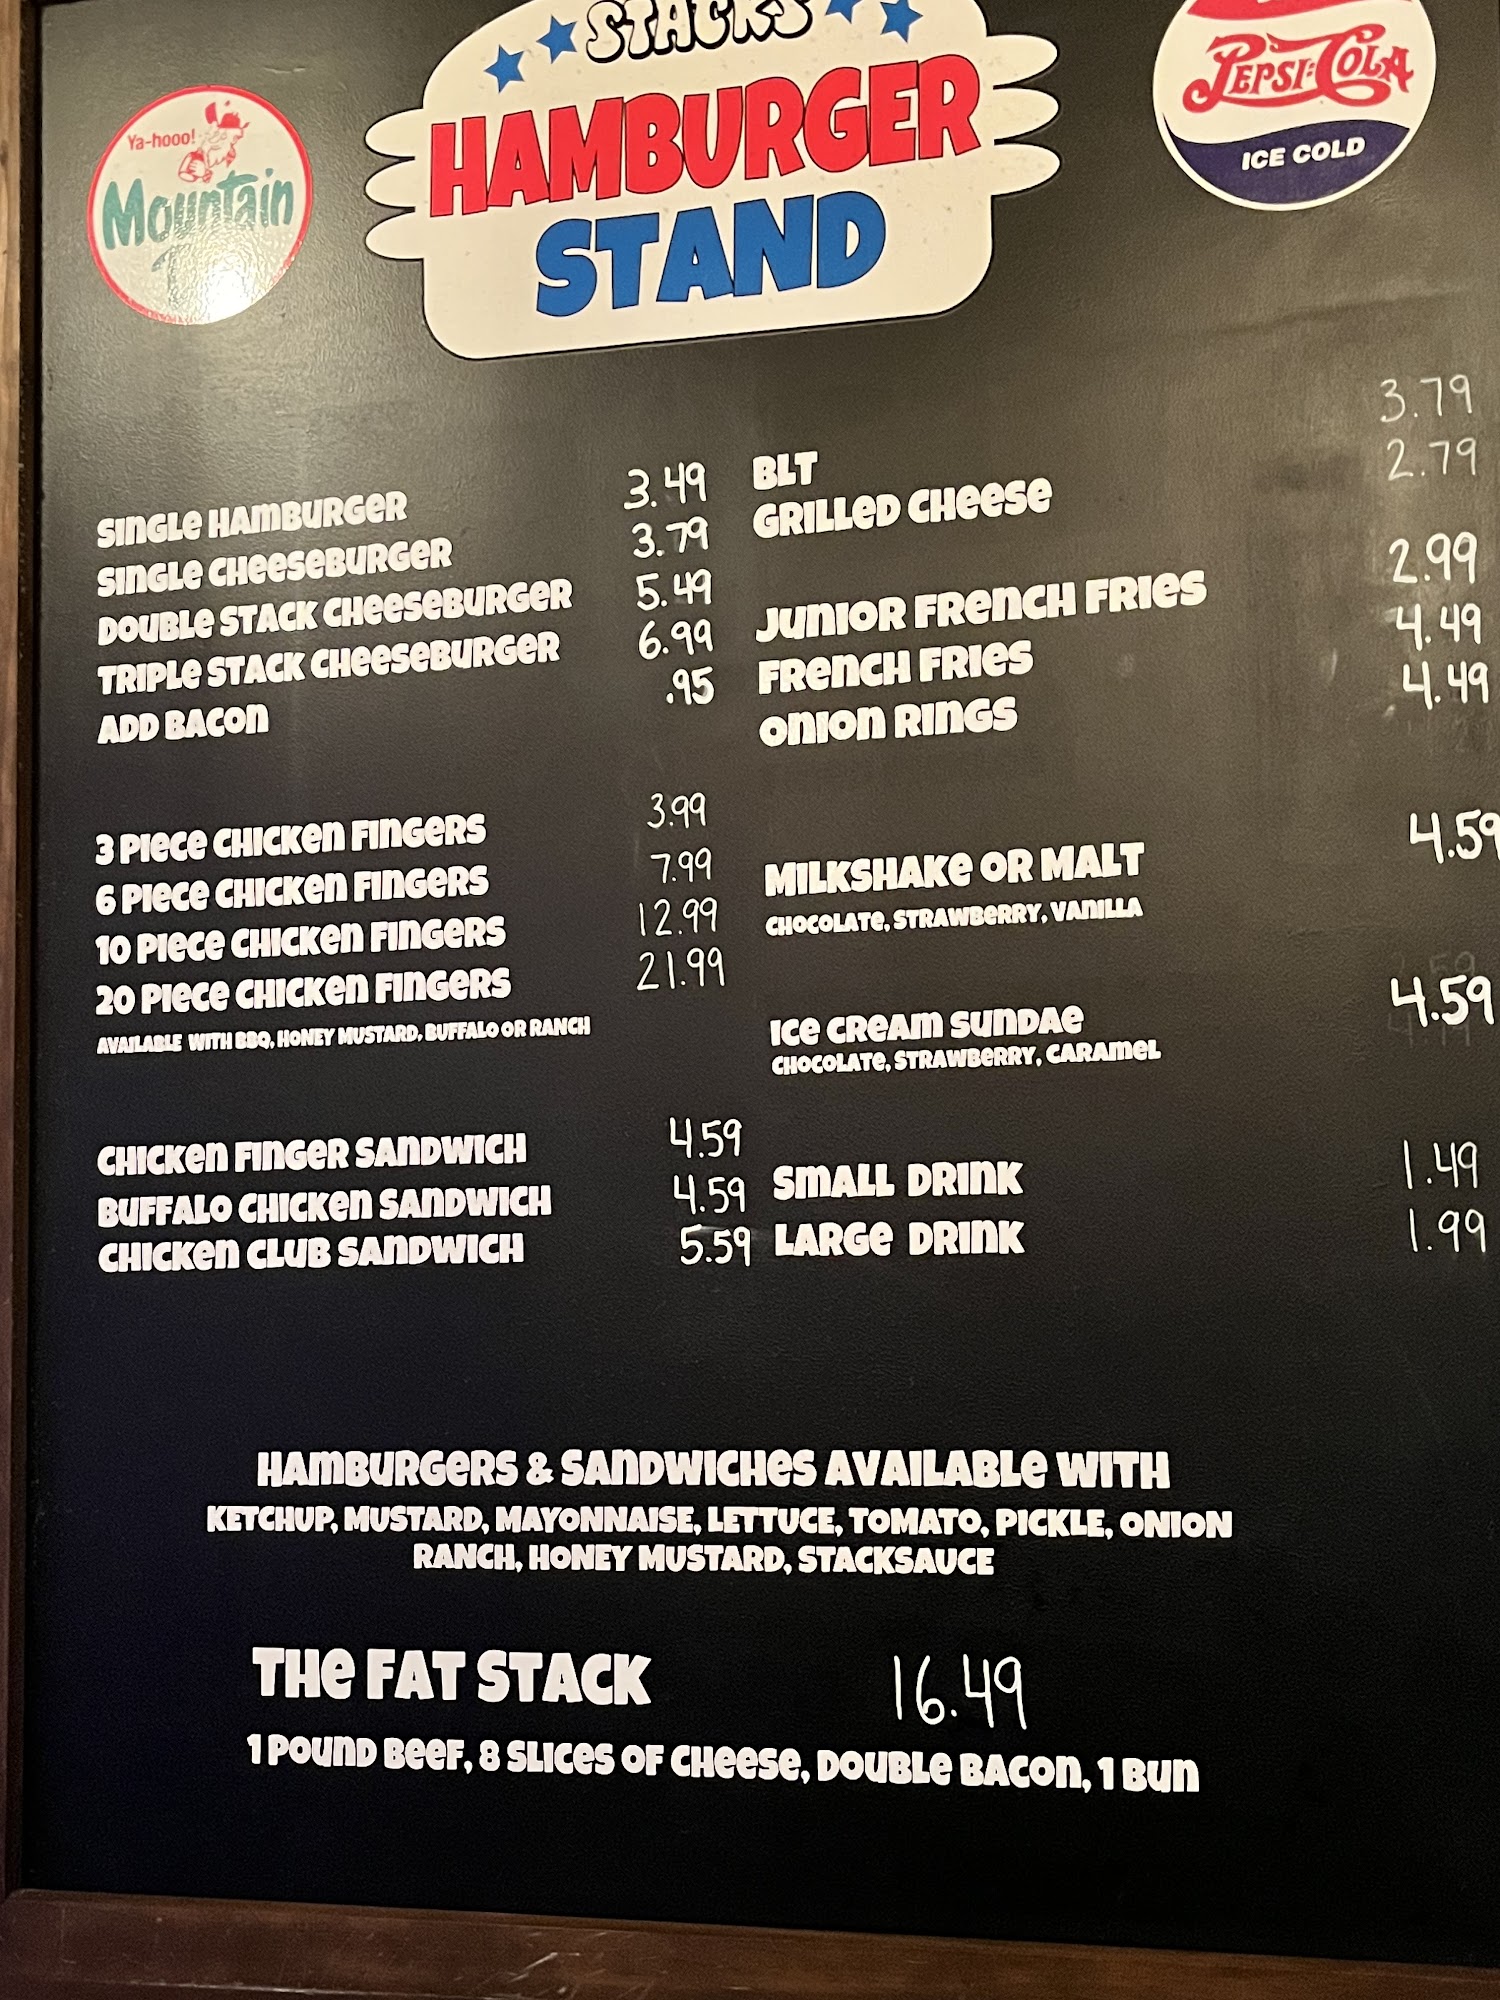 STACKS
HAMBURGER
STAND
Ya-hooo!
Mountain
PEPSI-COLA
ICE COLD
SINGLE HAMBURGER 3.49
SINGLE CHEESEBURGER 3.79
DOUBLE STACK CHEESEBURGER 5.49
TRIPLE STACK CHEESEBURGER 6.99
ADD BACON .95
3 PIECE CHICKEN FINGERS 3.99
6 PIECE CHICKEN FINGERS 7.99
10 PIECE CHICKEN FINGERS 12.99
20 PIECE CHICKEN FINGERS 21.99
AVAILABLE WITH BBQ, HONEY MUSTARD, BUFFALO OR RANCH
CHICKEN FINGER SANDWICH 4.59
BUFFALO CHICKEN SANDWICH 4.59
CHICKEN CLUB SANDWICH 5.59
BLT 3.79
GRILLED CHEESE 2.79
JUNIOR FRENCH FRIES 2.99
FRENCH FRIES 4.49
ONION RINGS 4.49
MILKSHAKE OR MALT 4.59
CHOCOLATE, STRAWBERRY, VANILLA
ICE CREAM SUNDAE 4.59
CHOCOLATE, STRAWBERRY, CARAMEL
SMALL DRINK 1.49
LARGE DRINK 1.99
HAMBURGERS & SANDWICHES AVAILABLE WITH
KETCHUP, MUSTARD, MAYONNAISE, LETTUCE, TOMATO, PICKLE, ONION
RANCH, HONEY MUSTARD, STACKSAUCE
THE FAT STACK 16.49
1 POUND BEEF, 8 SLICES OF CHEESE, DOUBLE BACON, 1 BUN